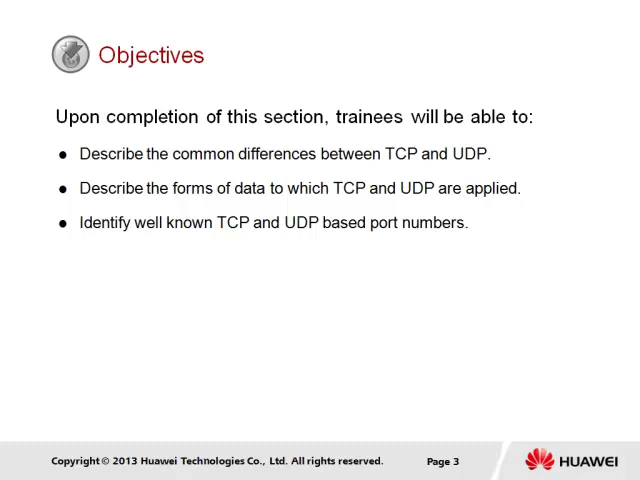 Objectives
Upon completion of this section, trainees will be able to:
● Describe the common differences between TCP and UDP.
● Describe the forms of data to which TCP and UDP are applied.
● Identify well known TCP and UDP based port numbers.
Copyright © 2013 Huawei Technologies Co., Ltd. All rights reserved.
Page 3
HUAWEI